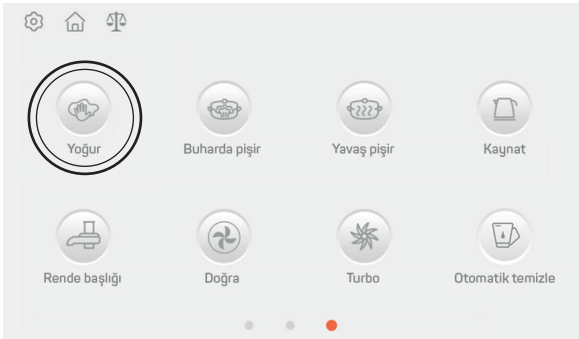 Yoğur
Buharda pişir
Yavaş pişir
Kaynat
Rende başlığı
Doğra
Turbo
Otomatik temizle